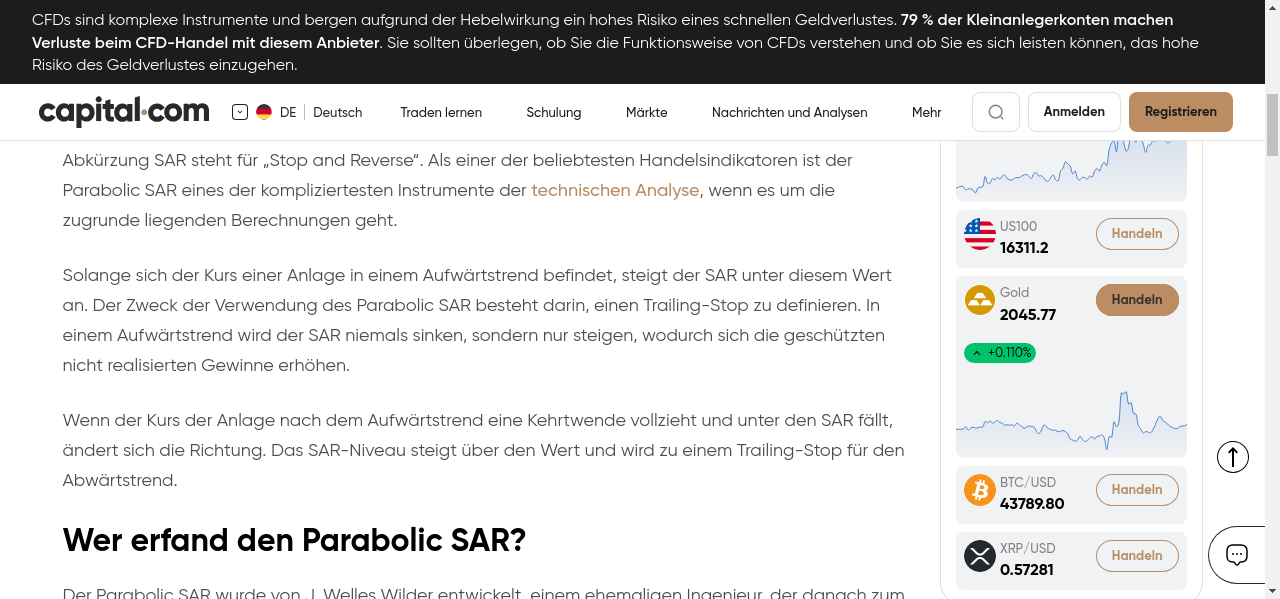 CFDs sind komplexe Instrumente und bergen aufgrund der Hebelwirkung ein hohes Risiko eines schnellen Geldverlustes. 79 % der Kleinanlegerkonten machen
Verluste beim CFD-Handel mit diesem Anbieter. Sie sollten überlegen, ob Sie die Funktionsweise von CFDs verstehen und ob Sie es sich leisten können, das hohe
Risiko des Geldverlustes einzugehen.
capital.com
DE Deutsch
Traden lernen
Schulung
Märkte
Nachrichten und Analysen
Mehr
Anmelden
Registrieren
Abkürzung SAR steht für „Stop and Reverse“. Als einer der beliebtesten Handelsindikatoren ist der
Parabolic SAR eines der kompliziertesten Instrumente der technischen Analyse, wenn es um die
zugrunde liegenden Berechnungen geht.
Solange sich der Kurs einer Anlage in einem Aufwärtstrend befindet, steigt der SAR unter diesem Wert
an. Der Zweck der Verwendung des Parabolic SAR besteht darin, einen Trailing-Stop zu definieren. In
einem Aufwärtstrend wird der SAR niemals sinken, sondern nur steigen, wodurch sich die geschützten
nicht realisierten Gewinne erhöhen.
Wenn der Kurs der Anlage nach dem Aufwärtstrend eine Kehrtwende vollzieht und unter den SAR fällt,
ändert sich die Richtung. Das SAR-Niveau steigt über den Wert und wird zu einem Trailing-Stop für den
Abwärtstrend.
Wer erfand den Parabolic SAR?
Der Parabolic SAR wurde von J. Welles Wilder entwickelt, einem ehemaligen Ingenieur, der danach zum
US100
16311.2
Handeln
Gold
2045.77
Handeln
+0.110%
BTC/USD
43789.80
Handeln
XRP/USD
0.57281
Handeln